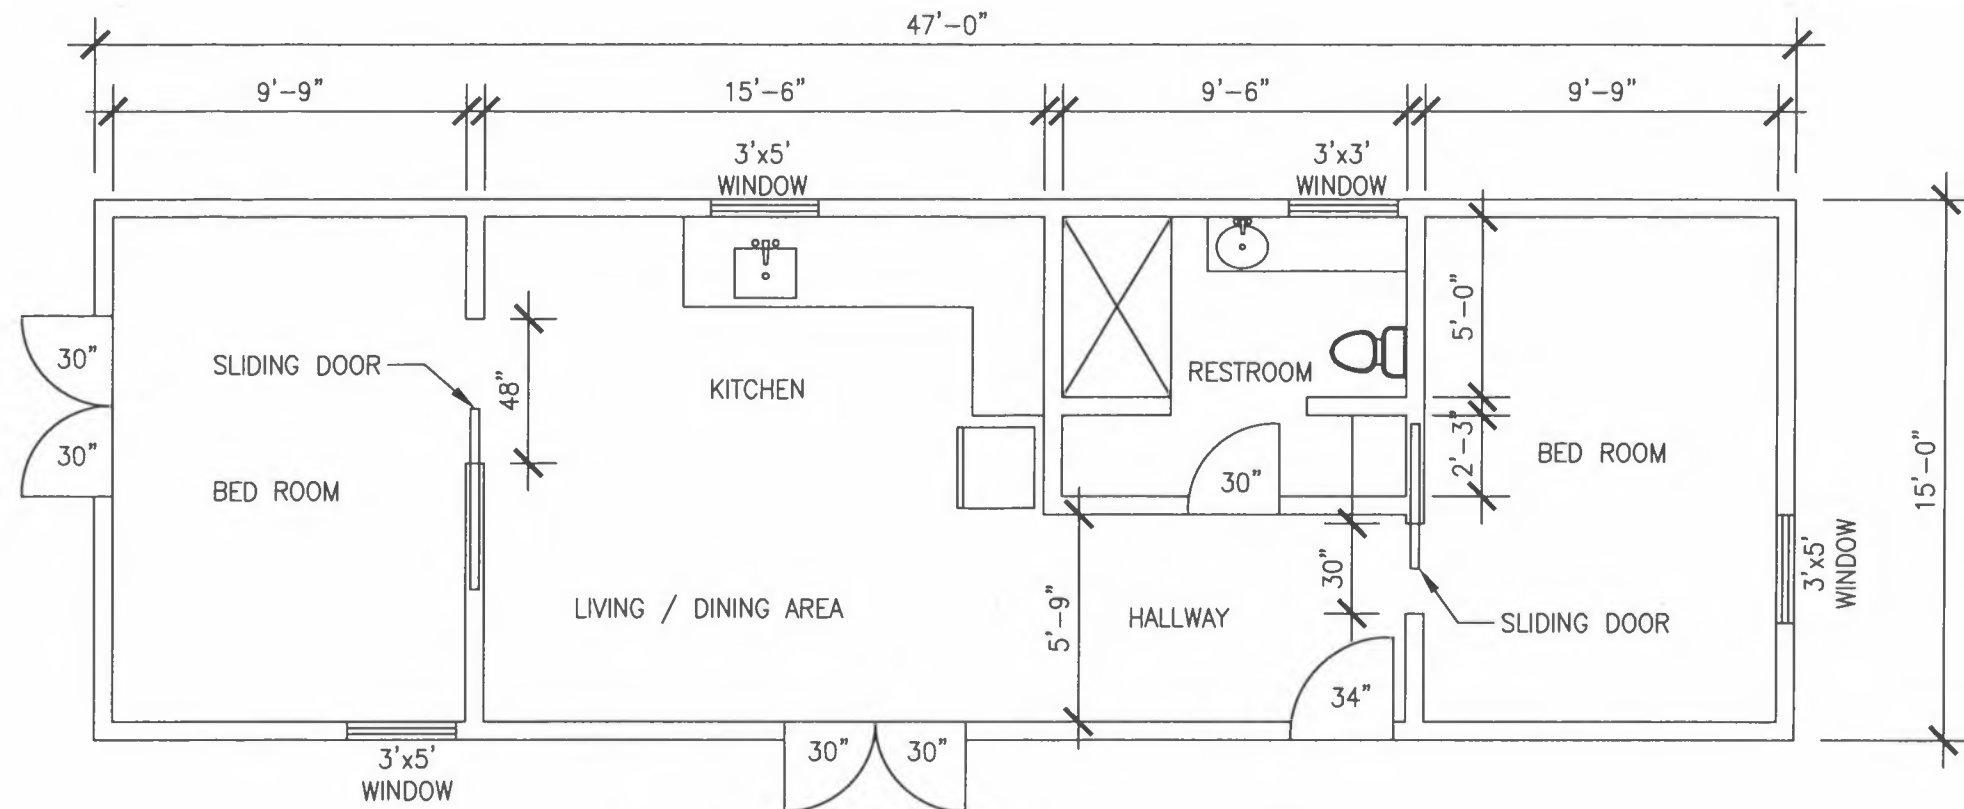 47'-0"
9'-9"
15'-6"
9'-6"
9'-9"
3'x5'
WINDOW
3'x3'
WINDOW
30"
30"
SLIDING DOOR
48"
KITCHEN
RESTROOM
5'-0"
2'-3"
15'-0"
BED ROOM
BED ROOM
30"
3'x5'
WINDOW
LIVING / DINING AREA
5'-9"
HALLWAY
30"
SLIDING DOOR
34"
3'x5'
WINDOW
30"
30"